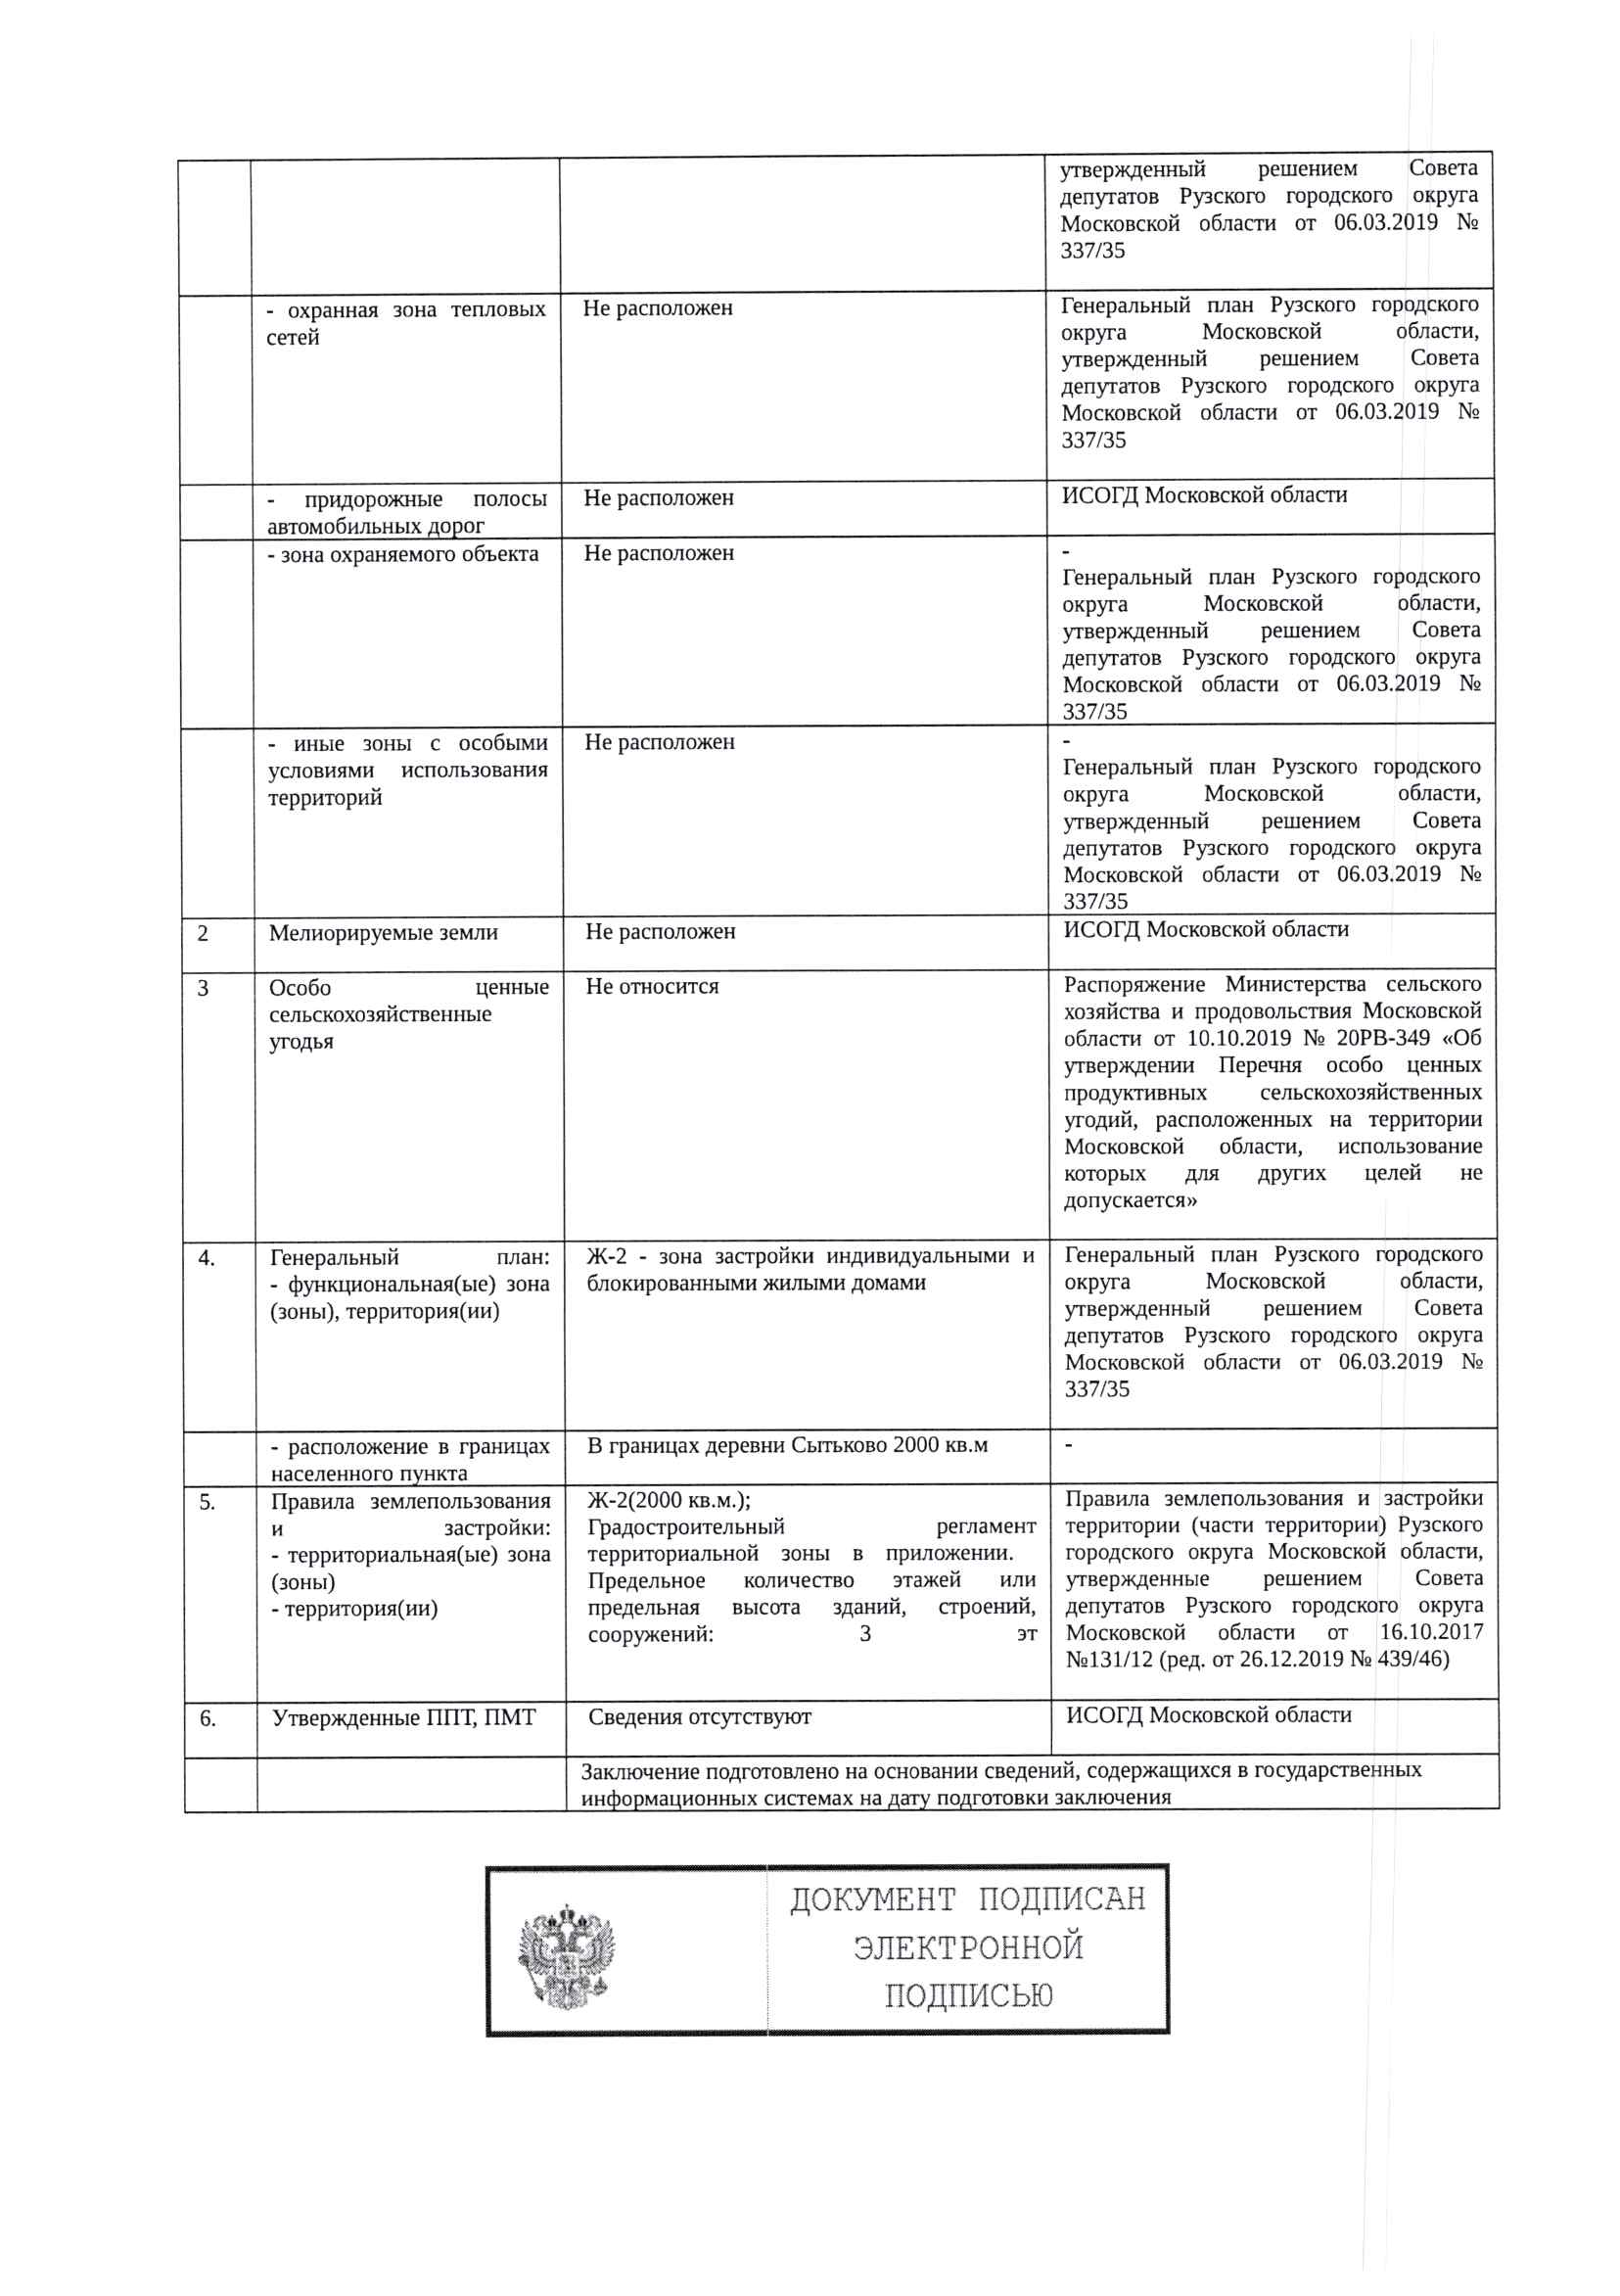 утвержденный решением Совета
депутатов Рузского городского округа
Московской области от 06.03.2019 №
337/35
- охранная зона тепловых
сетей
Не расположен
Генеральный план Рузского городского
округа Московской области,
утвержденный решением Совета
депутатов Рузского городского округа
Московской области от 06.03.2019 №
337/35
- придорожные полосы
автомобильных дорог
Не расположен
ИСОГД Московской области
- зона охраняемого объекта
Не расположен
-
Генеральный план Рузского городского
округа Московской области,
утвержденный решением Совета
депутатов Рузского городского округа
Московской области от 06.03.2019 №
337/35
- иные зоны с особыми
условиями использования
территорий
Не расположен
-
Генеральный план Рузского городского
округа Московской области,
утвержденный решением Совета
депутатов Рузского городского округа
Московской области от 06.03.2019 №
337/35
2
Мелиорируемые земли
Не расположен
ИСОГД Московской области
3
Особо ценные
сельскохозяйственные
угодья
Не относится
Распоряжение Министерства сельского
хозяйства и продовольствия Московской
области от 10.10.2019 № 20РВ-349 «Об
утверждении Перечня особо ценных
продуктивных сельскохозяйственных
угодий, расположенных на территории
Московской области, использование
которых для других целей не
допускается»
4.
Генеральный план:
- функциональная(ые) зона
(зоны), территория(ии)
Ж-2 - зона застройки индивидуальными и
блокированными жилыми домами
Генеральный план Рузского городского
округа Московской области,
утвержденный решением Совета
депутатов Рузского городского округа
Московской области от 06.03.2019 №
337/35
- расположение в границах
населенного пункта
В границах деревни Сытьково 2000 кв.м
-
5.
Правила землепользования
и застройки:
- территориальная(ые) зона
(зоны)
- территория(ии)
Ж-2(2000 кв.м.);
Градостроительный регламент
территориальной зоны в приложении.
Предельное количество этажей или
предельная высота зданий, строений,
сооружений: 3 эт
Правила землепользования и застройки
территории (части территории) Рузского
городского округа Московской области,
утвержденные решением Совета
депутатов Рузского городского округа
Московской области от 16.10.2017
№131/12 (ред. от 26.12.2019 № 439/46)
6.
Утвержденные ППТ, ПМТ
Сведения отсутствуют
ИСОГД Московской области
Заключение подготовлено на основании сведений, содержащихся в государственных
информационных системах на дату подготовки заключения
ДОКУМЕНТ ПОДПИСАН
ЭЛЕКТРОННОЙ
ПОДПИСЬЮ